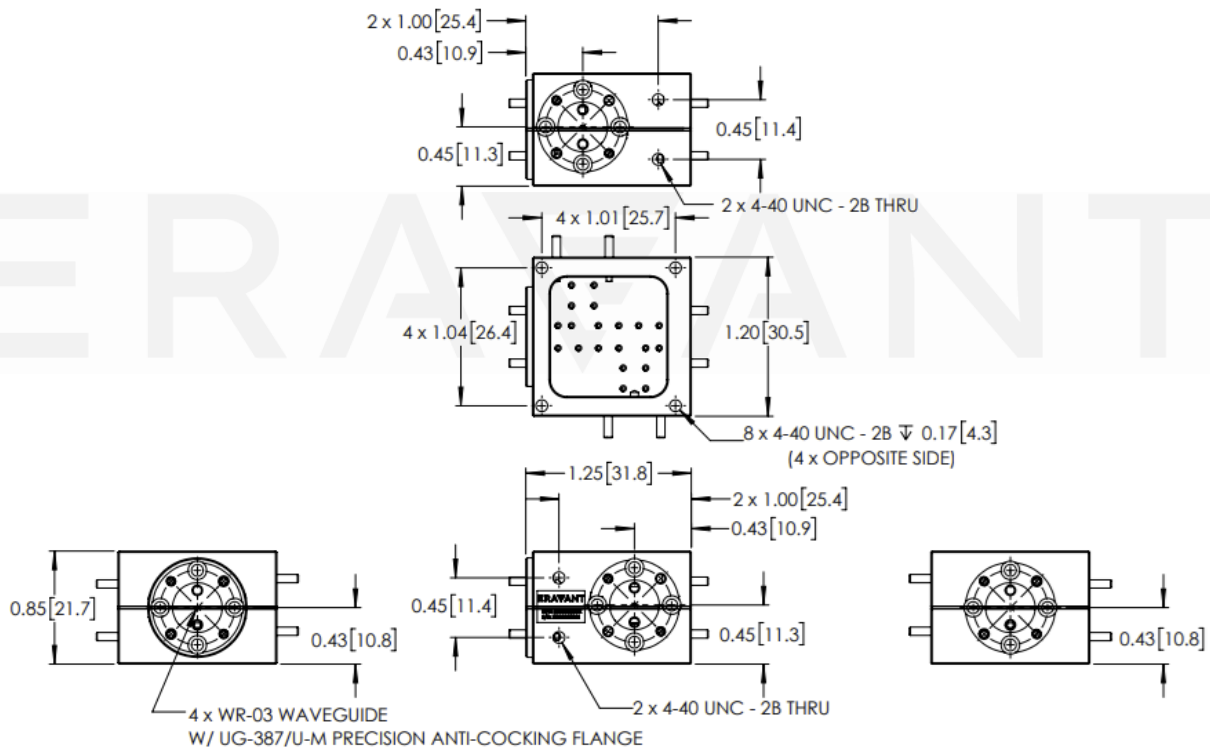 2 x 1.00[25.4]
0.43[10.9]
0.45[11.3]
0.45[11.4]
2 x 4-40 UNC - 2B THRU
ERAVANT
4 x 1.01[25.7]
4 x 1.04[26.4]
1.20[30.5]
8 x 4-40 UNC - 2B ↧ 0.17[4.3]
(4 x OPPOSITE SIDE)
1.25[31.8]
2 x 1.00[25.4]
0.43[10.9]
0.85[21.7]
0.43[10.8]
0.45[11.4]
ERAVANT
0.45[11.3]
0.43[10.8]
4 x WR-03 WAVEGUIDE
W/ UG-387/U-M PRECISION ANTI-COCKING FLANGE
2 x 4-40 UNC - 2B THRU